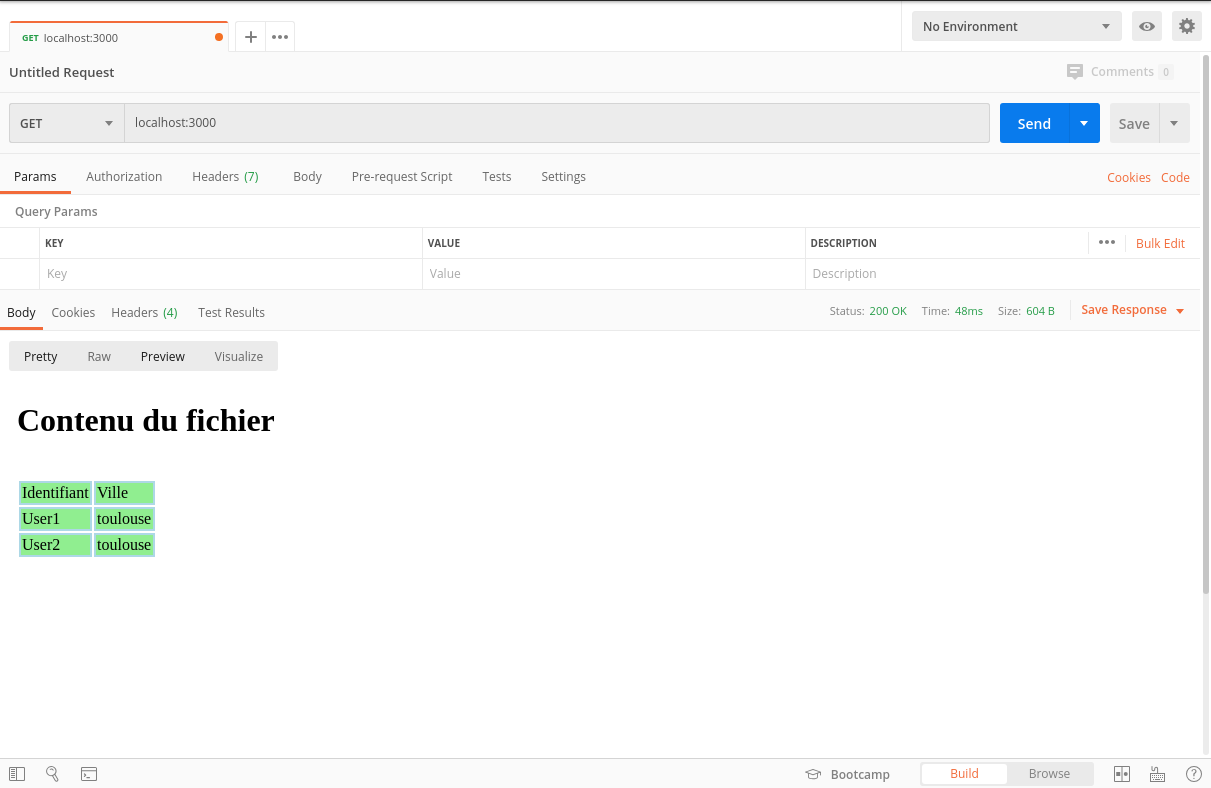 GET localhost:3000
No Environment
Untitled Request
Comments 0
GET localhost:3000 Send Save
Params Authorization Headers (7) Body Pre-request Script Tests Settings Cookies Code
Query Params
KEY VALUE DESCRIPTION Bulk Edit
Key Value Description
Body Cookies Headers (4) Test Results Status: 200 OK Time: 48ms Size: 604 B Save Response
Pretty Raw Preview Visualize
Contenu du fichier
Identifiant Ville
User1 toulouse
User2 toulouse
Bootcamp Build Browse